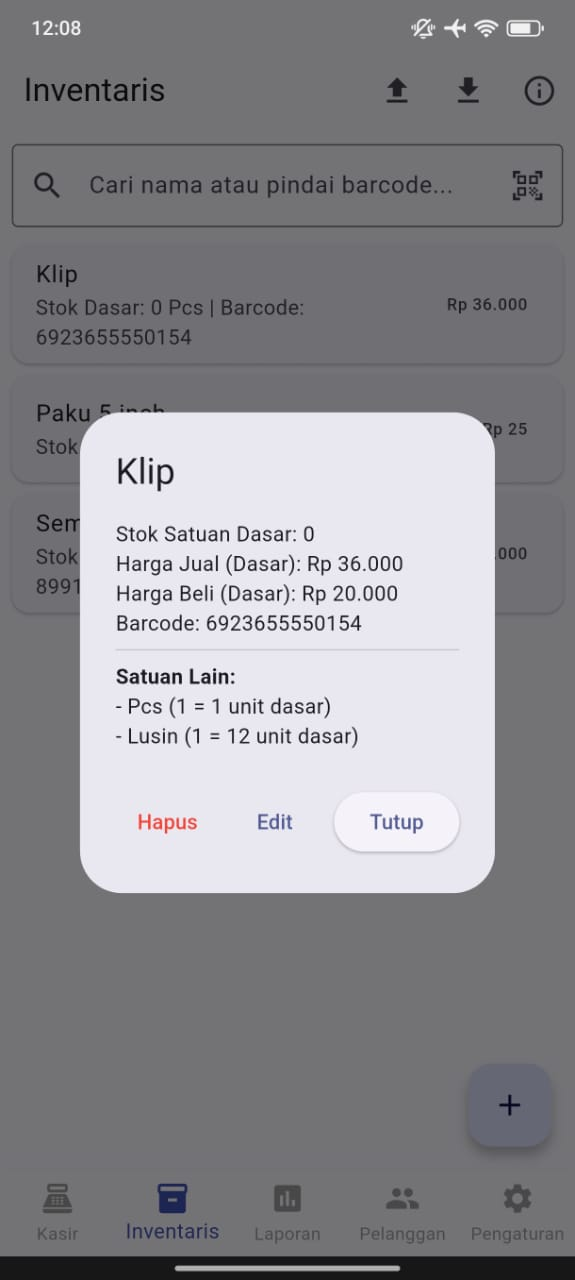 12:08
Inventaris
Cari nama atau pindai barcode...
Klip
Stok Dasar: 0 Pcs | Barcode:
6923655550154
Rp 36.000
Paku 5 inch
Stok
Rp 25
Sem
Stok
8991
.000
Klip
Stok Satuan Dasar: 0
Harga Jual (Dasar): Rp 36.000
Harga Beli (Dasar): Rp 20.000
Barcode: 6923655550154
Satuan Lain:
- Pcs (1 = 1 unit dasar)
- Lusin (1 = 12 unit dasar)
Hapus
Edit
Tutup
+
Kasir
Inventaris
Laporan
Pelanggan
Pengaturan